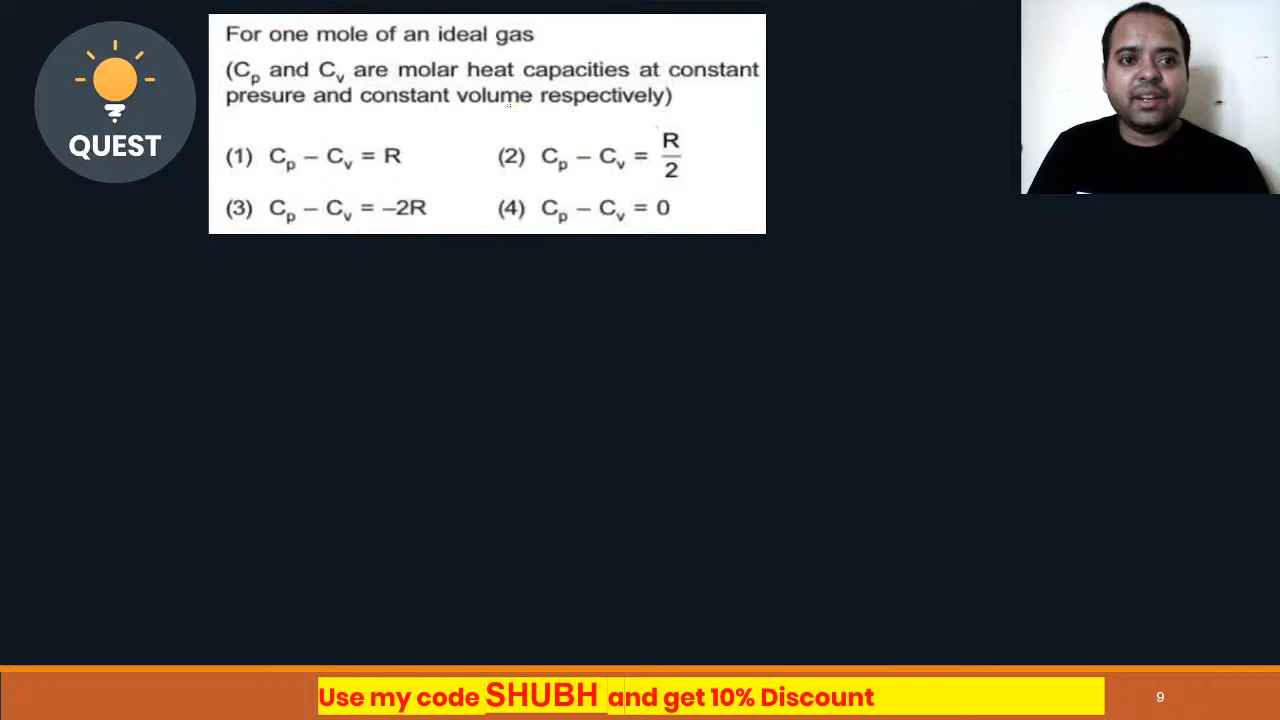 QUEST
For one mole of an ideal gas
(Cp and Cv are molar heat capacities at constant
presure and constant volume respectively)
(1) Cp – Cv = R (2) Cp – Cv = R/2
(3) Cp – Cv = –2R (4) Cp – Cv = 0
Use my code SHUBH and get 10% Discount
9